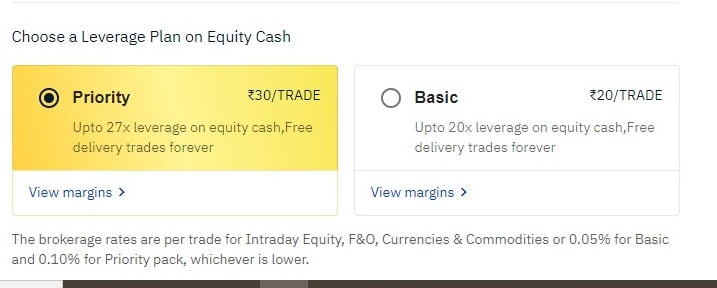 Choose a Leverage Plan on Equity Cash
Priority ₹30/TRADE
Upto 27x leverage on equity cash,Free
delivery trades forever
View margins >
Basic ₹20/TRADE
Upto 20x leverage on equity cash,Free
delivery trades forever
View margins >
The brokerage rates are per trade for Intraday Equity, F&O, Currencies & Commodities or 0.05% for Basic
and 0.10% for Priority pack, whichever is lower.